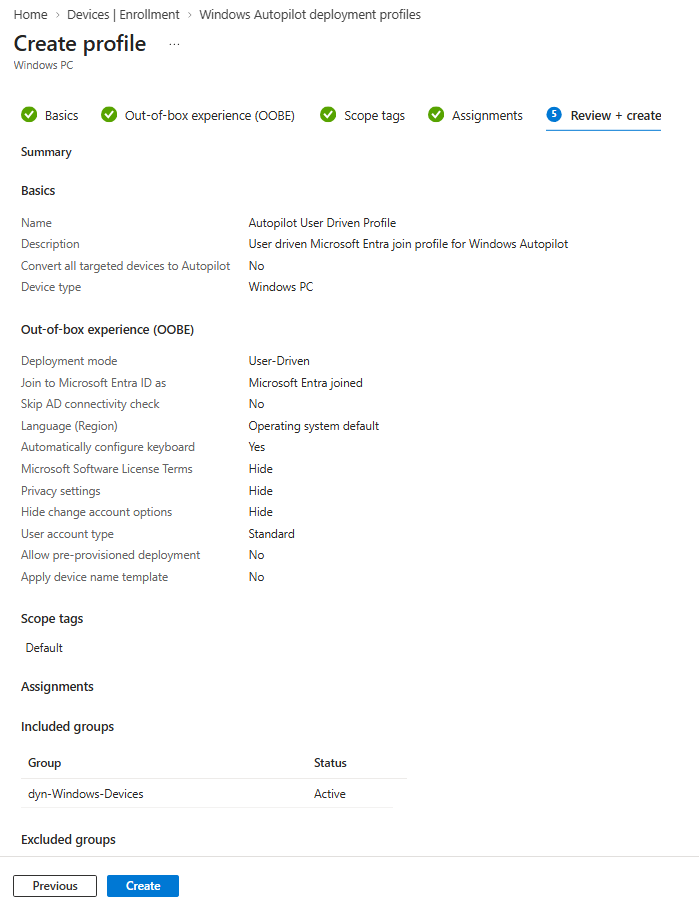 Home > Devices | Enrollment > Windows Autopilot deployment profiles
Create profile ...
Windows PC
Basics Out-of-box experience (OOBE) Scope tags Assignments 5 Review + create
Summary
Basics
Name Autopilot User Driven Profile
Description User driven Microsoft Entra join profile for Windows Autopilot
Convert all targeted devices to Autopilot No
Device type Windows PC
Out-of-box experience (OOBE)
Deployment mode User-Driven
Join to Microsoft Entra ID as Microsoft Entra joined
Skip AD connectivity check No
Language (Region) Operating system default
Automatically configure keyboard Yes
Microsoft Software License Terms Hide
Privacy settings Hide
Hide change account options Hide
User account type Standard
Allow pre-provisioned deployment No
Apply device name template No
Scope tags
Default
Assignments
Included groups
Group Status
dyn-Windows-Devices Active
Excluded groups
Previous Create